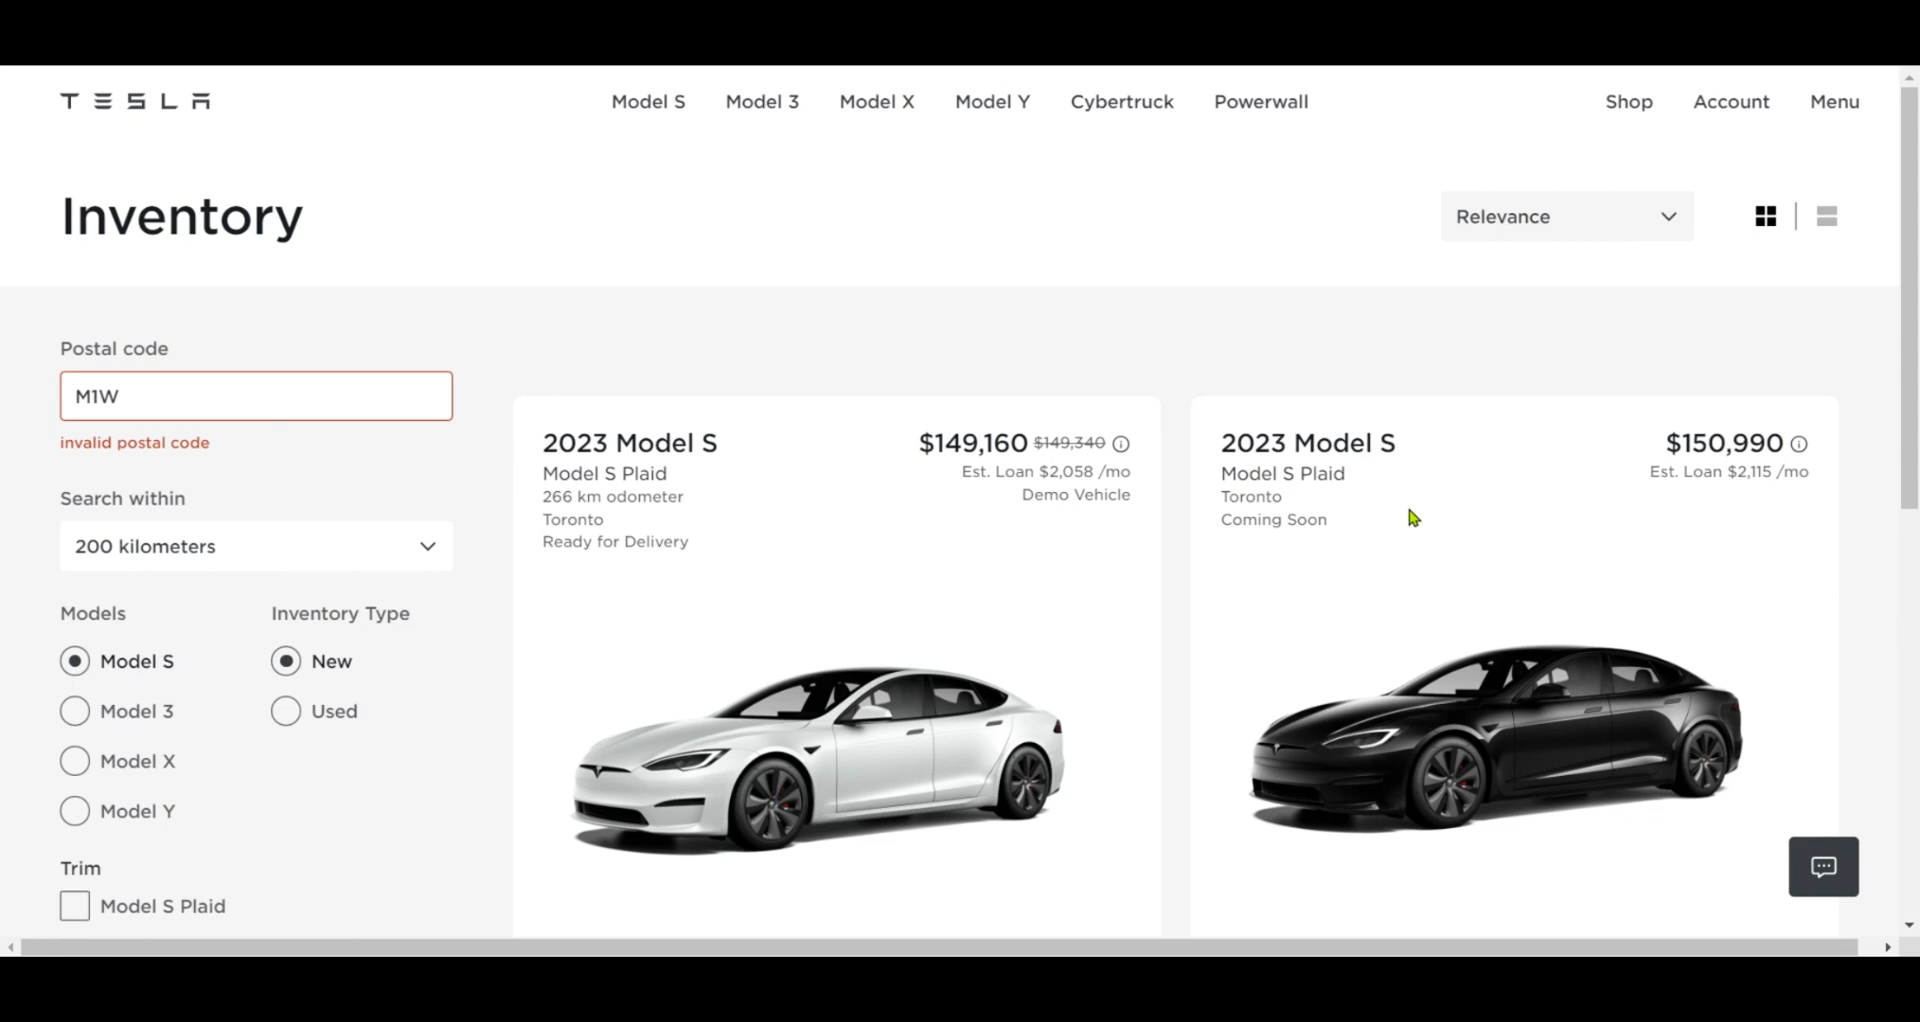 TESLA
Model S Model 3 Model X Model Y Cybertruck Powerwall
Shop Account Menu
Inventory
Relevance
Postal code
M1W
invalid postal code
Search within
200 kilometers
Models
Model S
Model 3
Model X
Model Y
Inventory Type
New
Used
Trim
Model S Plaid
2023 Model S
$149,160 $149,340
Model S Plaid
Est. Loan $2,058 /mo
266 km odometer
Demo Vehicle
Toronto
Ready for Delivery
2023 Model S
$150,990
Model S Plaid
Est. Loan $2,115 /mo
Toronto
Coming Soon